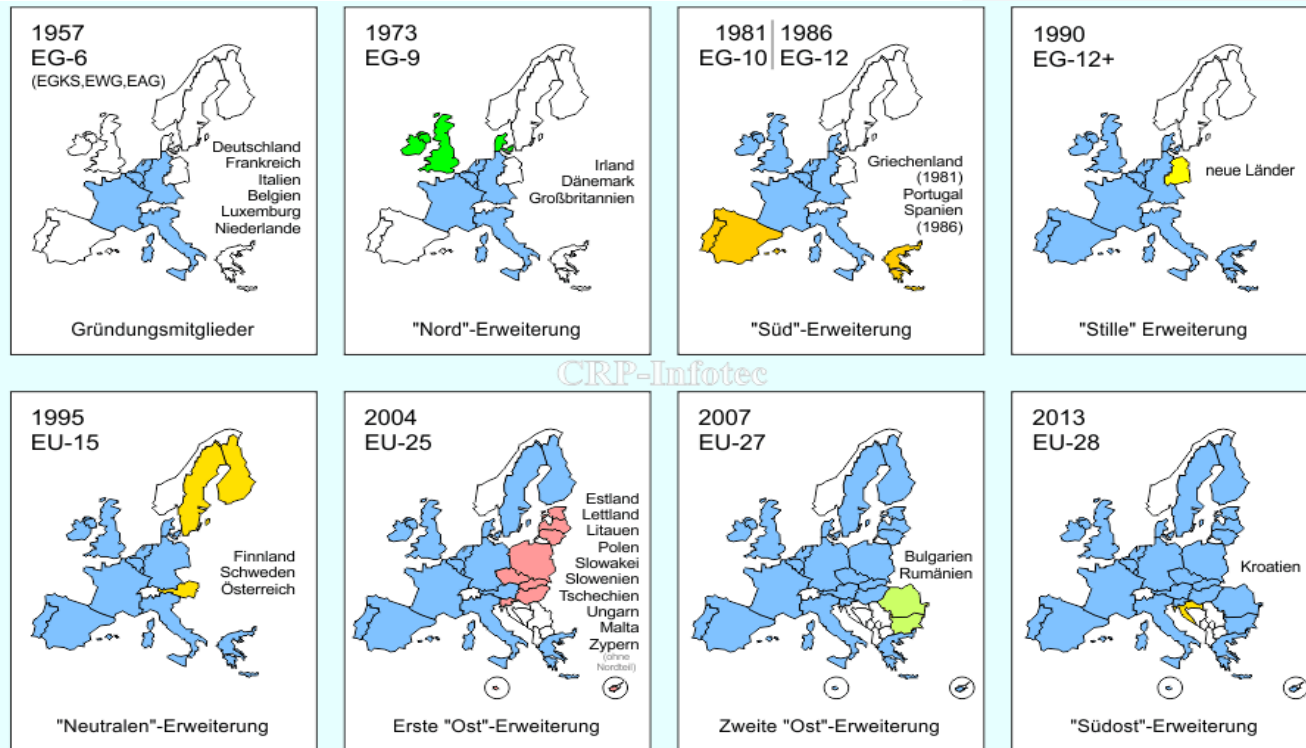 1957
EG-6
(EGKS,EWG,EAG)
Deutschland
Frankreich
Italien
Belgien
Luxemburg
Niederlande
Gründungsmitglieder
1973
EG-9
Irland
Dänemark
Großbritannien
"Nord"-Erweiterung
1981 | 1986
EG-10 | EG-12
Griechenland
(1981)
Portugal
Spanien
(1986)
"Süd"-Erweiterung
1990
EG-12+
neue Länder
"Stille" Erweiterung
CRP-Infotec
1995
EU-15
Finnland
Schweden
Österreich
"Neutralen"-Erweiterung
2004
EU-25
Estland
Lettland
Litauen
Polen
Slowakei
Slowenien
Tschechien
Ungarn
Malta
Zypern
(ohne
Nordteil)
Erste "Ost"-Erweiterung
2007
EU-27
Bulgarien
Rumänien
Zweite "Ost"-Erweiterung
2013
EU-28
Kroatien
"Südost"-Erweiterung